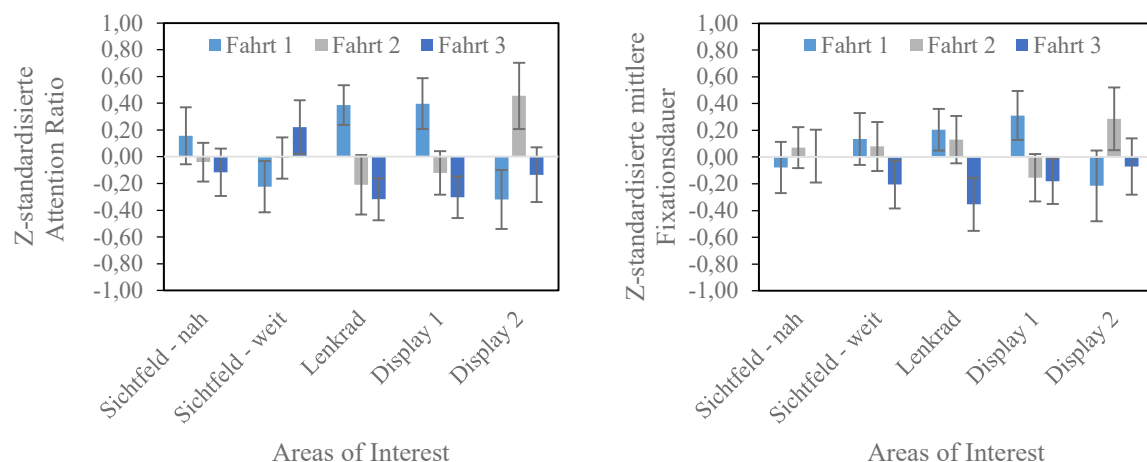 Z-standardisierte
Attention Ratio
1,00
0,80
0,60
0,40
0,20
0,00
-0,20
-0,40
-0,60
-0,80
-1,00
Fahrt 1 Fahrt 2 Fahrt 3
Sichtfeld - nah
Sichtfeld - weit
Lenkrad
Display 1
Display 2
Areas of Interest
Z-standardisierte mittlere
Fixationsdauer
1,00
0,80
0,60
0,40
0,20
0,00
-0,20
-0,40
-0,60
-0,80
-1,00
Fahrt 1 Fahrt 2 Fahrt 3
Sichtfeld - nah
Sichtfeld - weit
Lenkrad
Display 1
Display 2
Areas of Interest